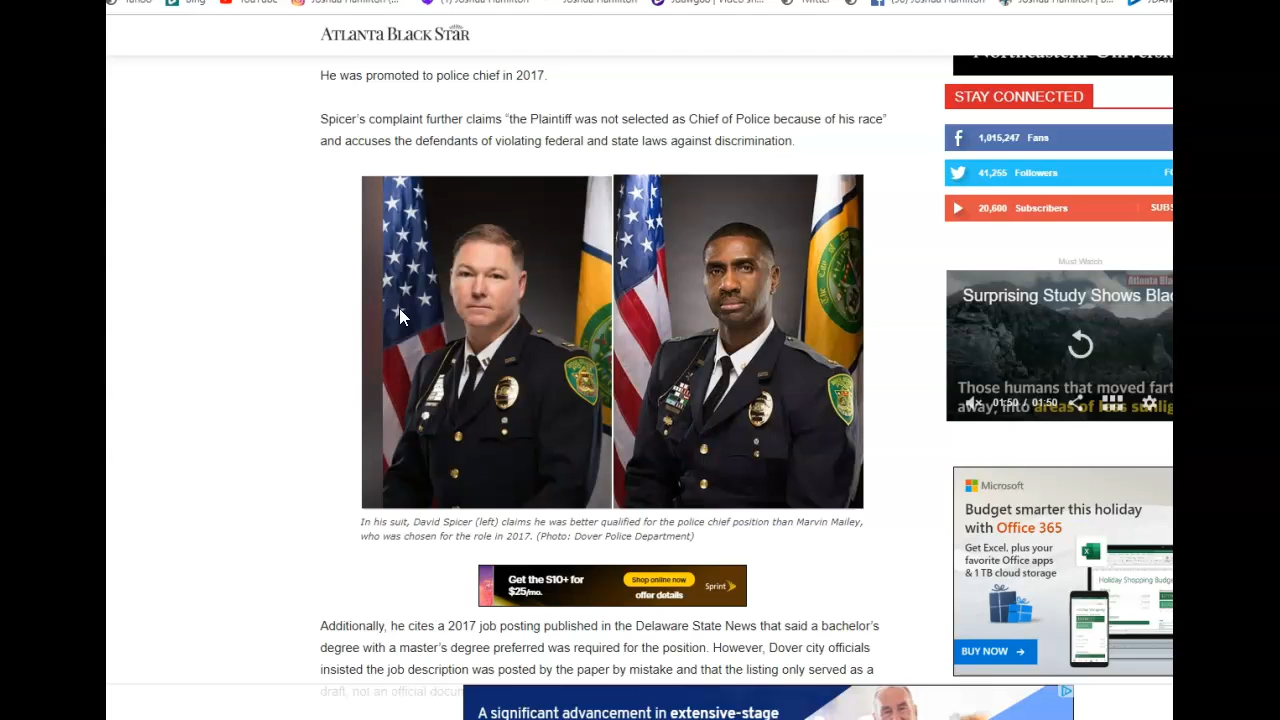 ATLANTA BLACK STAR
He was promoted to police chief in 2017.
Spicer's complaint further claims “the Plaintiff was not selected as Chief of Police because of his race”
and accuses the defendants of violating federal and state laws against discrimination.
In his suit, David Spicer (left) claims he was better qualified for the police chief position than Marvin Mailey,
who was chosen for the role in 2017. (Photo: Dover Police Department)
Get the S10+ for
$25/mo.
Shop online now
offer details
Sprint
Additionally, he cites a 2017 job posting published in the Delaware State News that said a bachelor's
degree with a master's degree preferred was required for the position. However, Dover city officials
insisted the job description was posted by the paper by mistake and that the listing only served as a
draft, not an official docu
A significant advancement in extensive-stage
STAY CONNECTED
1,015,247 Fans
41,255 Followers
20,600 Subscribers SUBS
Must Watch
Surprising Study Shows Blac
Those humans that moved fart
away, into areas of less sunlig
01:50 / 01:50
Microsoft
Budget smarter this holiday
with Office 365
Get Excel, plus your
favorite Office apps
& 1 TB cloud storage
Holiday Shopping Budge
BUY NOW